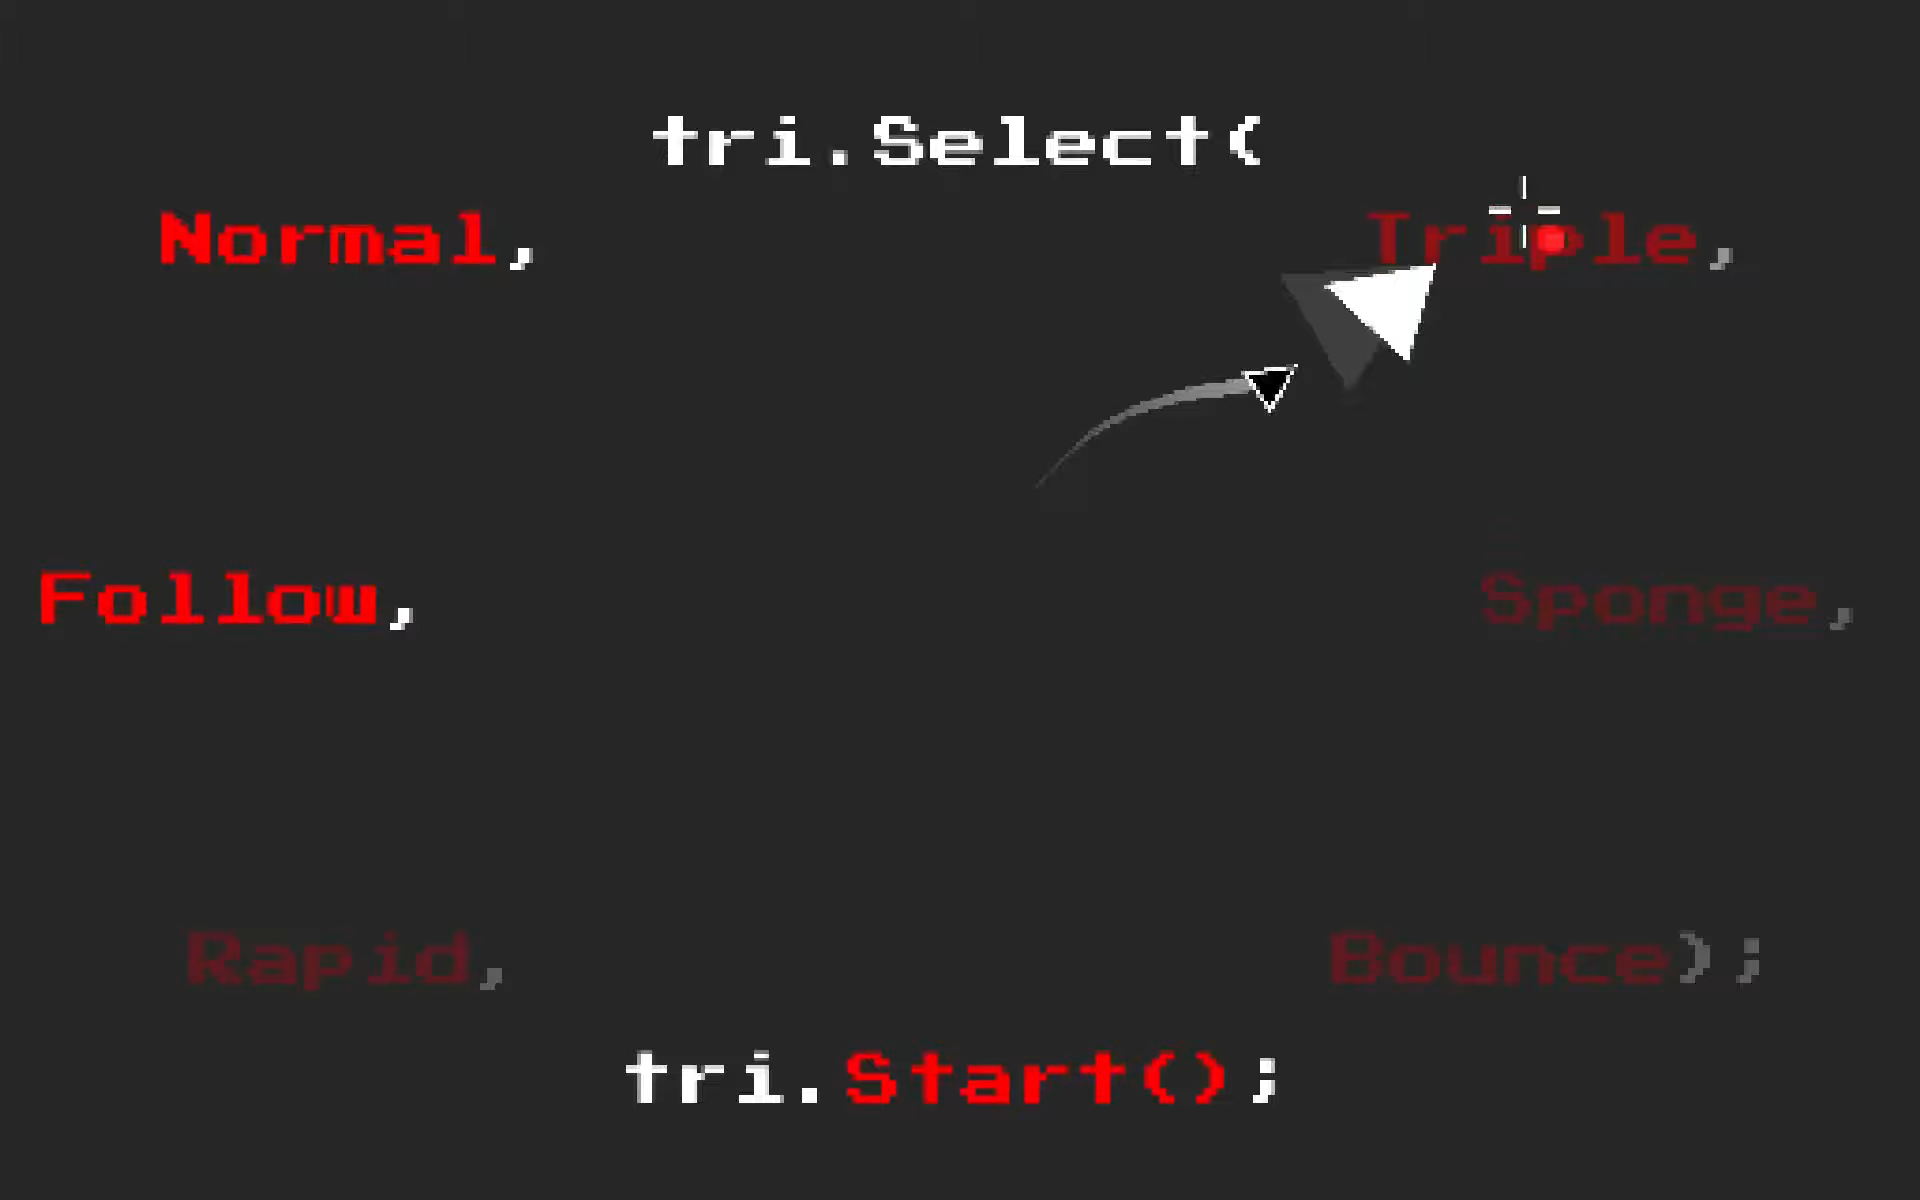 tri.Select(
Normal, Triple,
Follow, Sponge,
Rapid, Bounce);
tri.Start();